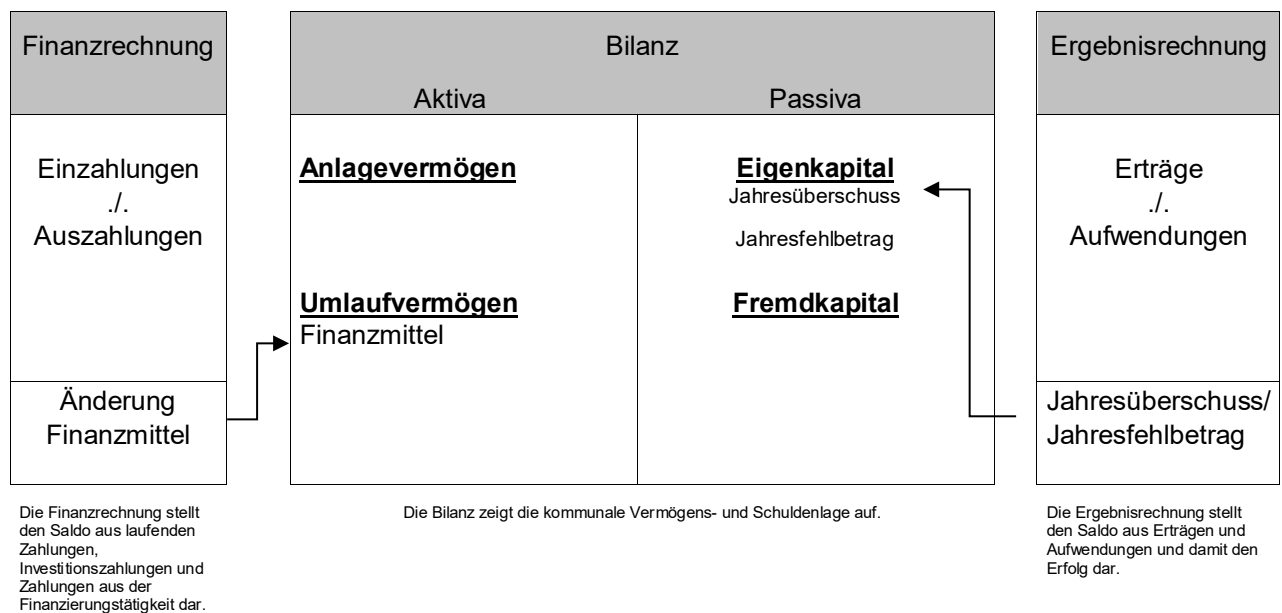 Finanzrechnung
Einzahlungen
./.
Auszahlungen
Änderung
Finanzmittel
Die Finanzrechnung stellt
den Saldo aus laufenden
Zahlungen,
Investitionszahlungen und
Zahlungen aus der
Finanzierungstätigkeit dar.
Bilanz
Aktiva
Passiva
Anlagevermögen
Umlaufvermögen
Finanzmittel
Eigenkapital
Jahresüberschuss
Jahresfehlbetrag
Fremdkapital
Die Bilanz zeigt die kommunale Vermögens- und Schuldenlage auf.
Ergebnisrechnung
Erträge
./.
Aufwendungen
Jahresüberschuss/
Jahresfehlbetrag
Die Ergebnisrechnung stellt
den Saldo aus Erträgen und
Aufwendungen und damit den
Erfolg dar.